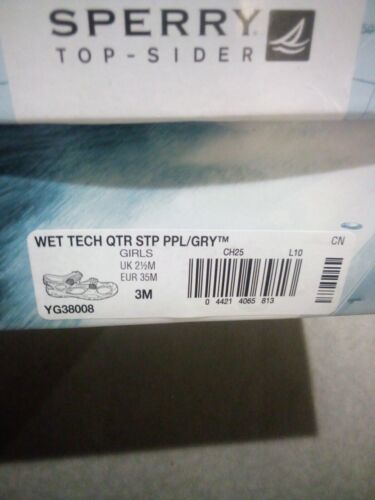 SPERRY
TOP-SIDER
WET TECH QTR STP PPL/GRY™
CN
GIRLS
CH25
L10
UK 2½M
EUR 35M
3M
0 4421 4065 813
YG38008